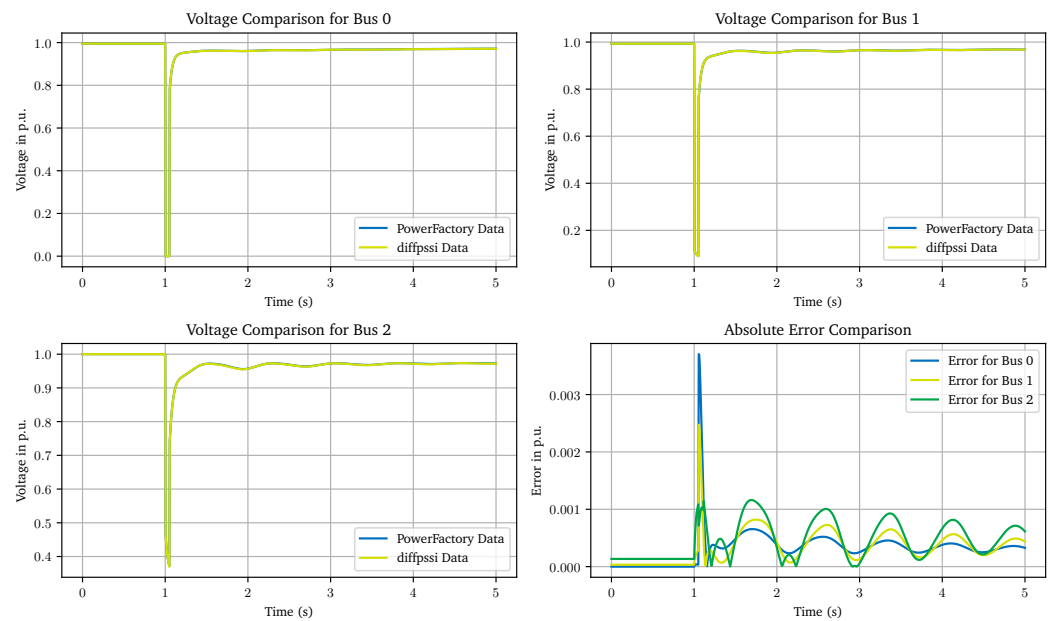 Voltage Comparison for Bus 0
Voltage in p.u.
1.0
0.8
0.6
0.4
0.2
0.0
PowerFactory Data
diffpssi Data
0 1 2 3 4 5
Time (s)
Voltage Comparison for Bus 1
Voltage in p.u.
1.0
0.8
0.6
0.4
0.2
PowerFactory Data
diffpssi Data
0 1 2 3 4 5
Time (s)
Voltage Comparison for Bus 2
Voltage in p.u.
1.0
0.9
0.8
0.7
0.6
0.5
0.4
PowerFactory Data
diffpssi Data
0 1 2 3 4 5
Time (s)
Absolute Error Comparison
Error in p.u.
0.003
0.002
0.001
0.000
Error for Bus 0
Error for Bus 1
Error for Bus 2
0 1 2 3 4 5
Time (s)